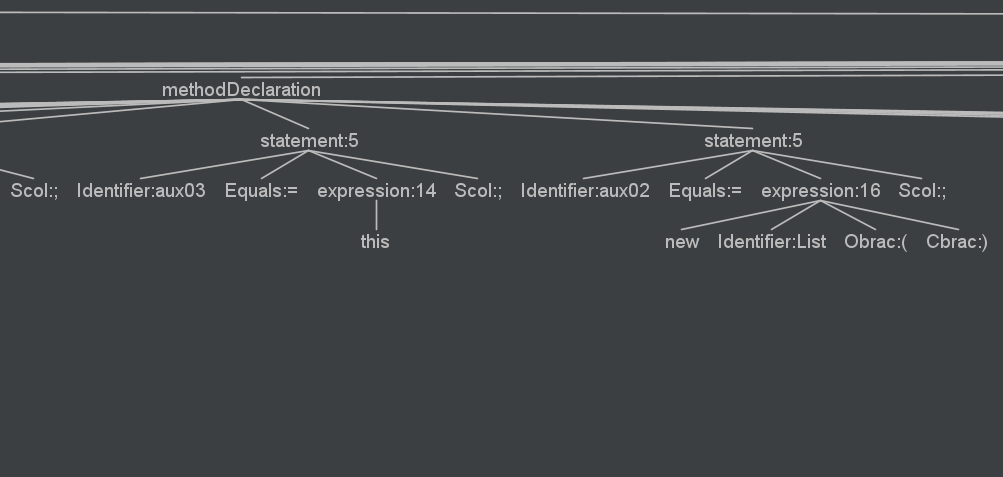 methodDeclaration
statement:5 statement:5
Scol:; Identifier:aux03 Equals:= expression:14 Scol:; Identifier:aux02 Equals:= expression:16 Scol:;
this new Identifier:List Obrac:( Cbrac:)